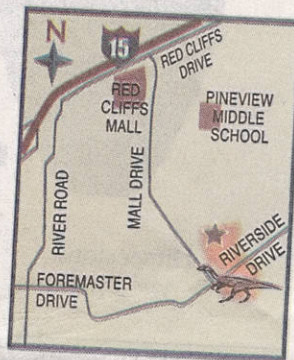 N
15
RED CLIFFS
DRIVE
RED
CLIFFS
MALL
PINEVIEW
MIDDLE
SCHOOL
RIVER ROAD
MALL DRIVE
RIVERSIDE
DRIVE
FOREMASTER
DRIVE